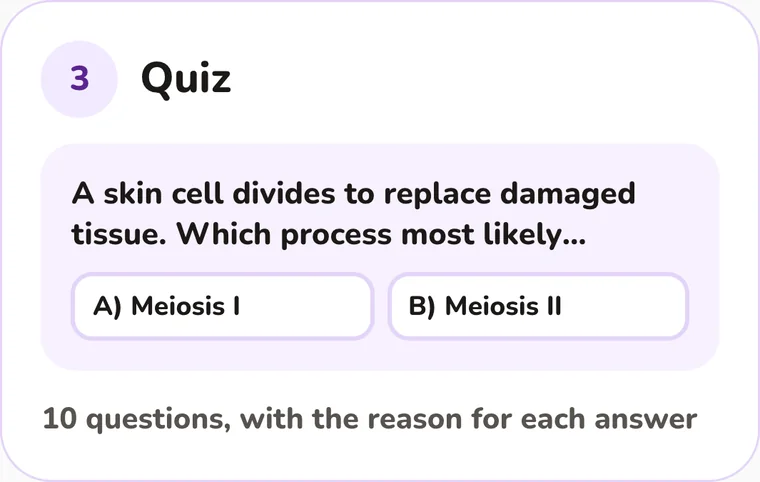 3
Quiz
A skin cell divides to replace damaged
tissue. Which process most likely...
A) Meiosis I
B) Meiosis II
10 questions, with the reason for each answer